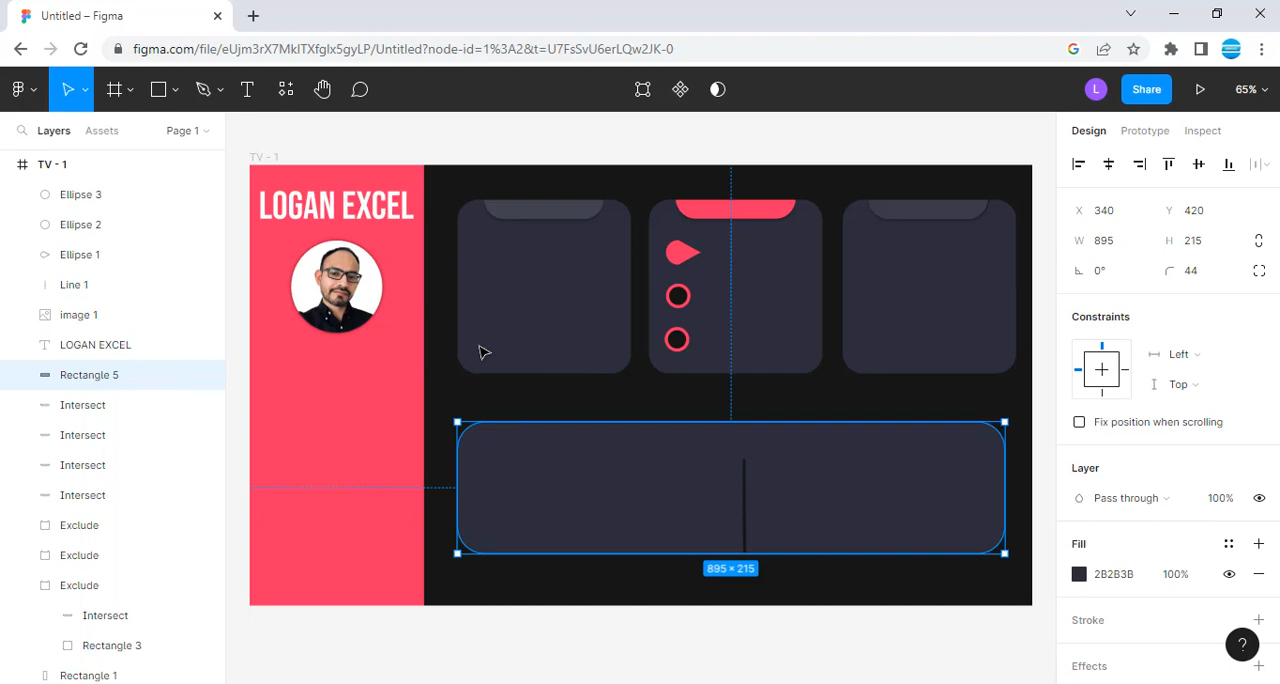 Untitled – Figma
figma.com/file/eUjm3rX7MkITXfglx5gyLP/Untitled?node-id=1%3A2&t=U7FsSvU6erLQw2JK-0
L
Share
65%
Layers
Assets
Page 1
TV - 1
Ellipse 3
Ellipse 2
Ellipse 1
Line 1
image 1
LOGAN EXCEL
Rectangle 5
Intersect
Intersect
Intersect
Intersect
Exclude
Exclude
Exclude
Intersect
Rectangle 3
Rectangle 1
TV - 1
LOGAN EXCEL
895 × 215
Design
Prototype
Inspect
X 340 Y 420
W 895 H 215
0° 44
Constraints
Left
Top
Fix position when scrolling
Layer
Pass through 100%
Fill
2B2B3B 100%
Stroke
Effects
?